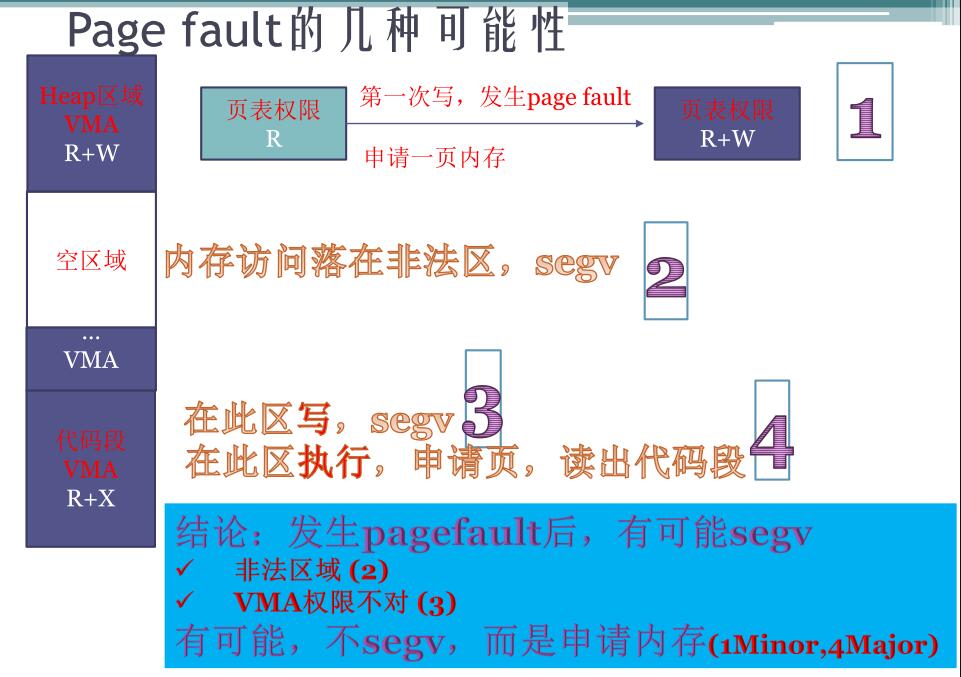 Page fault的几种可能性
Heap区域
VMA
R+W
页表权限
R
第一次写，发生page fault
申请一页内存
页表权限
R+W
1
空区域
内存访问落在非法区，segv
2
...
VMA
代码段
VMA
R+X
在此区写，segv
3
在此区执行，申请页，读出代码段
4
结论：发生pagefault后，有可能segv
✓ 非法区域 (2)
✓ VMA权限不对 (3)
有可能，不segv，而是申请内存(1Minor,4Major)